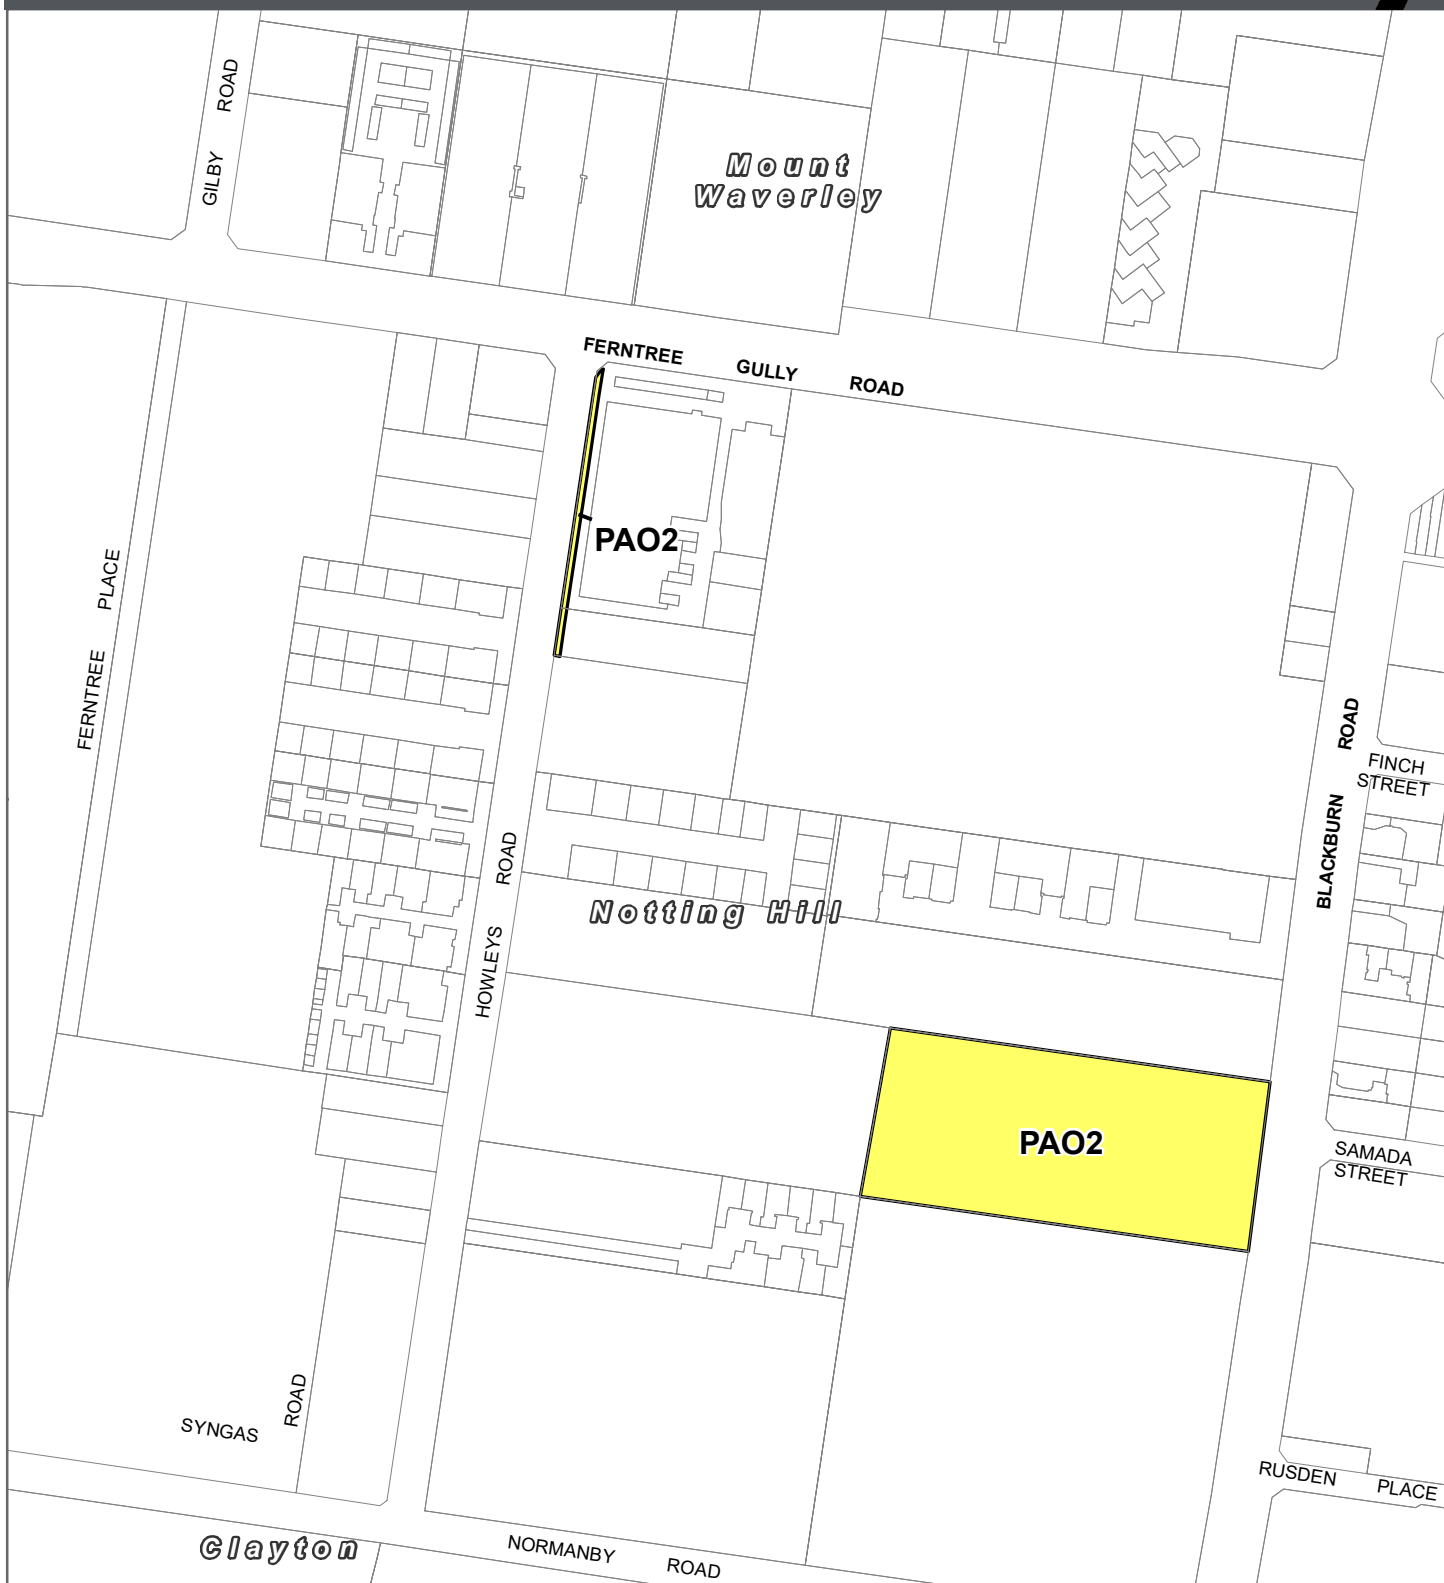 GILBY ROAD
Mount
Waverley
FERNTREE GULLY ROAD
PAO2
FERNTREE PLACE
BLACKBURN ROAD
FINCH
STREET
HOWLEYS ROAD
Notting Hill
PAO2
SAMADA
STREET
SYNGAS ROAD
RUSDEN PLACE
Clayton
NORMANBY ROAD